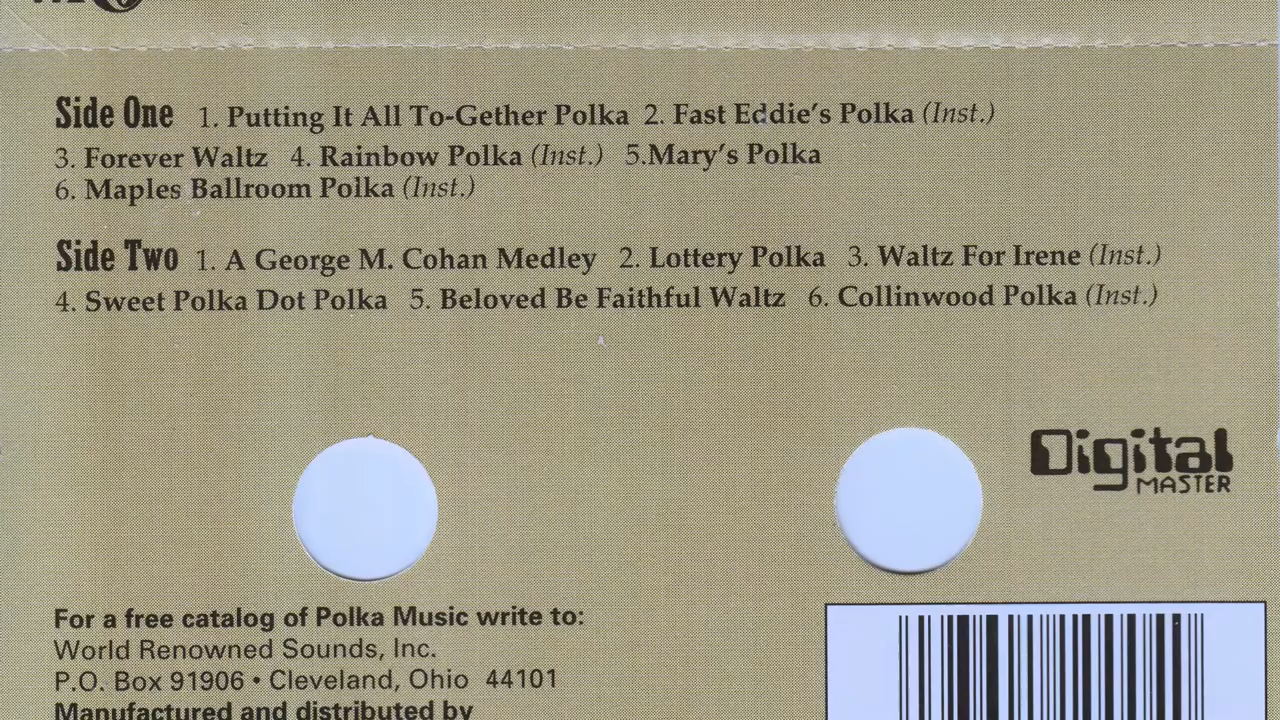 Side One 1. Putting It All To-Gether Polka 2. Fast Eddie's Polka (Inst.)
3. Forever Waltz 4. Rainbow Polka (Inst.) 5.Mary's Polka
6. Maples Ballroom Polka (Inst.)
Side Two 1. A George M. Cohan Medley 2. Lottery Polka 3. Waltz For Irene (Inst.)
4. Sweet Polka Dot Polka 5. Beloved Be Faithful Waltz 6. Collinwood Polka (Inst.)
Digital
MASTER
For a free catalog of Polka Music write to:
World Renowned Sounds, Inc.
P.O. Box 91906 • Cleveland, Ohio 44101
Manufactured and distributed by